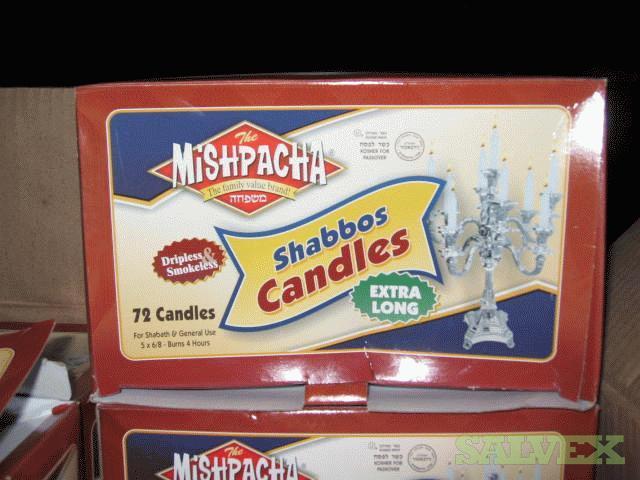 The
MiSHPACHA
The family value brand!
משפחה
כשר לפסח
KOSHER FOR
PASSOVER
Shabbos
Candles
Dripless &
Smokeless
EXTRA
LONG
72 Candles
For Shabath & General Use
5 x 6/8 - Burns 4 Hours
The
MiSHPACHA
SALVEX